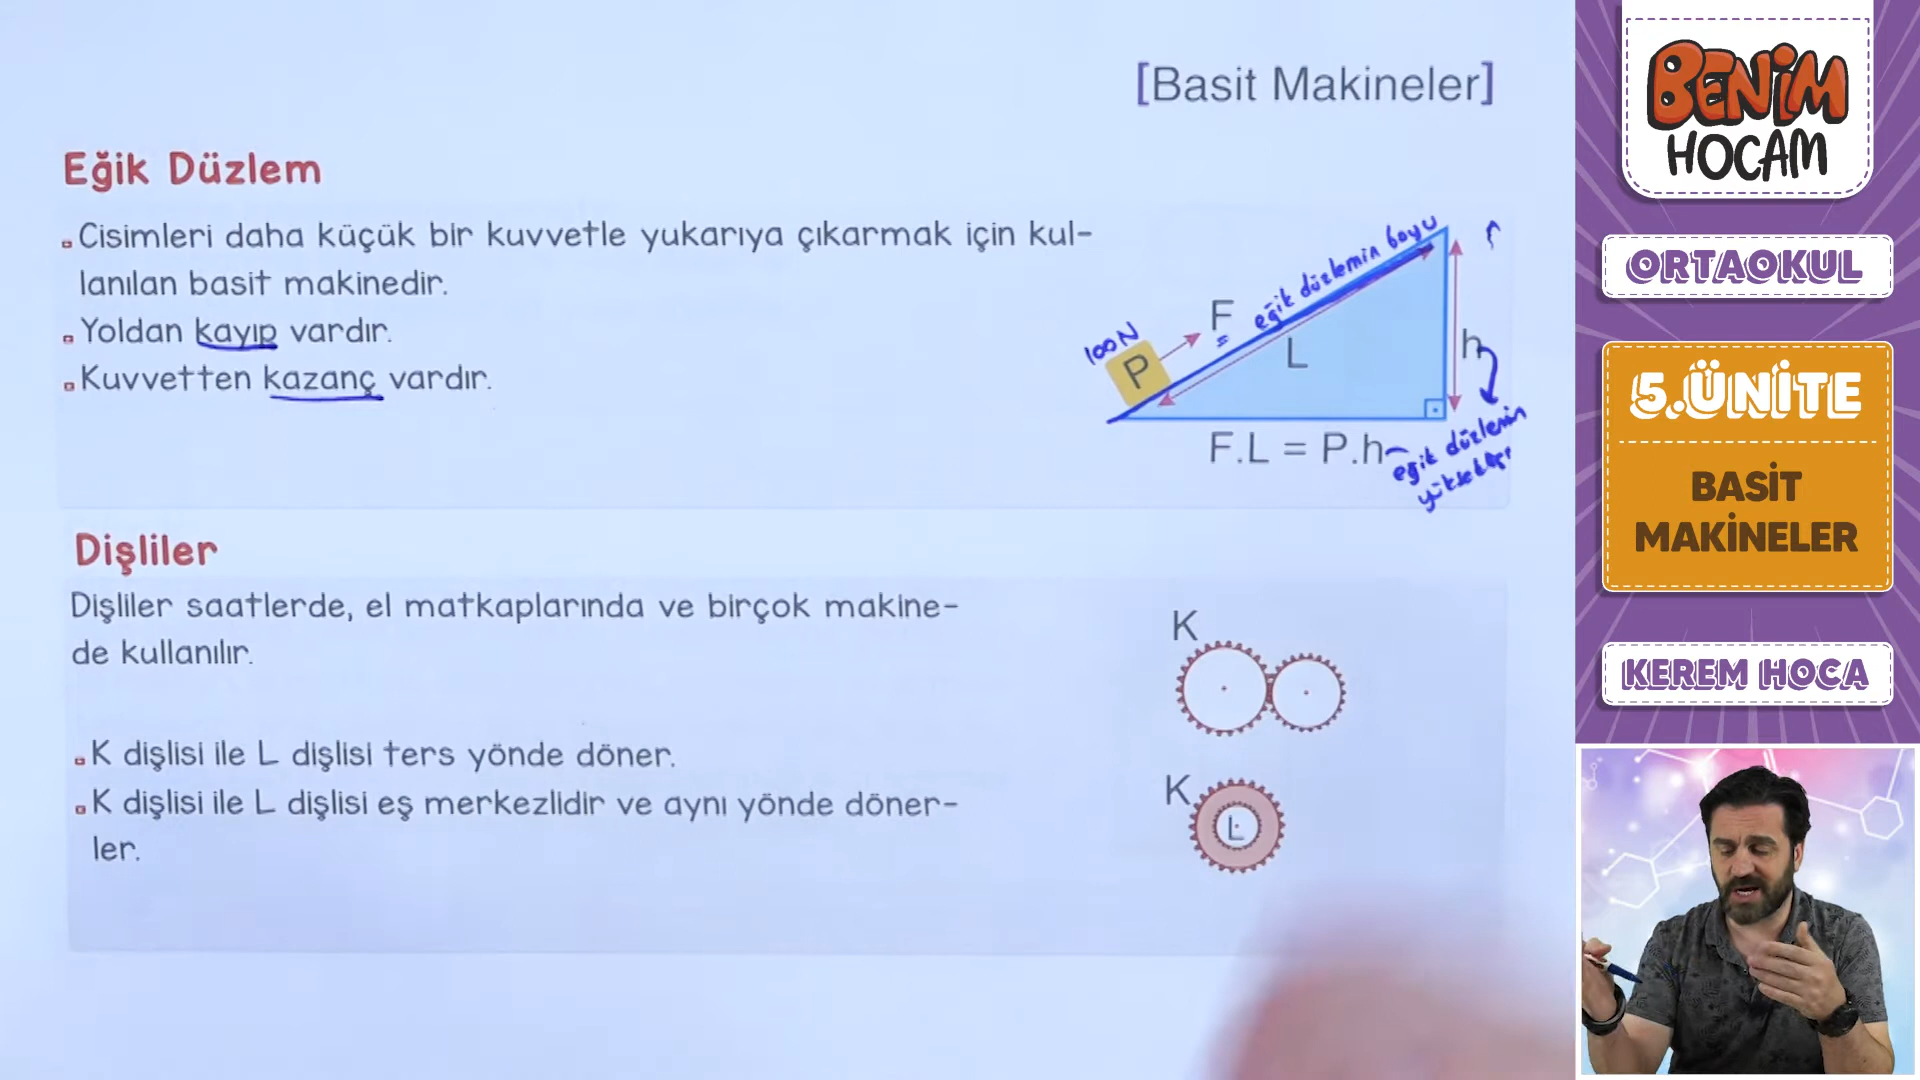 [Basit Makineler]
Eğik Düzlem
Cisimleri daha küçük bir kuvvetle yukarıya çıkarmak için kul-
lanılan basit makinedir.
Yoldan kayıp vardır.
Kuvvetten kazanç vardır.
100N
P
F
eğik düzlemin boyu
L
h
F.L = P.h
eğik düzlemin
yüksekliği
Dişliler
Dişliler saatlerde, el matkaplarında ve birçok makine-
de kullanılır.
K
K dişlisi ile L dişlisi ters yönde döner.
K dişlisi ile L dişlisi eş merkezlidir ve aynı yönde döner-
ler.
K
L
BENİM
HOCAM
ORTAOKUL
5.ÜNİTE
BASİT
MAKİNELER
KEREM HOCA